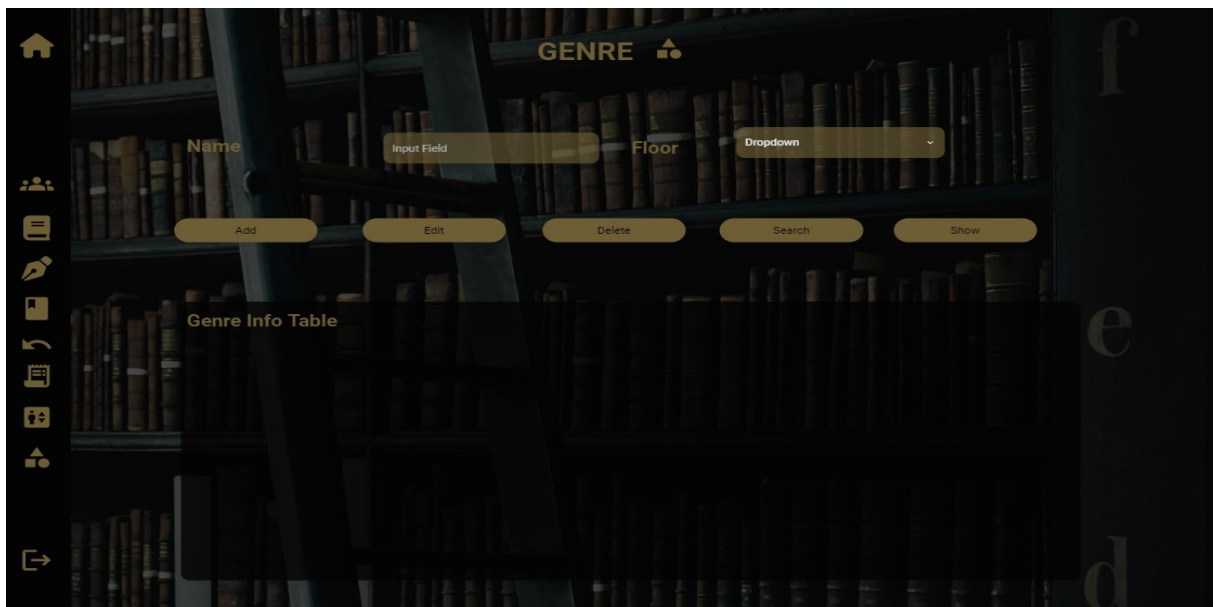 GENRE
Name Input Field Floor Dropdown
Add Edit Delete Search Show
Genre Info Table
f
e
d